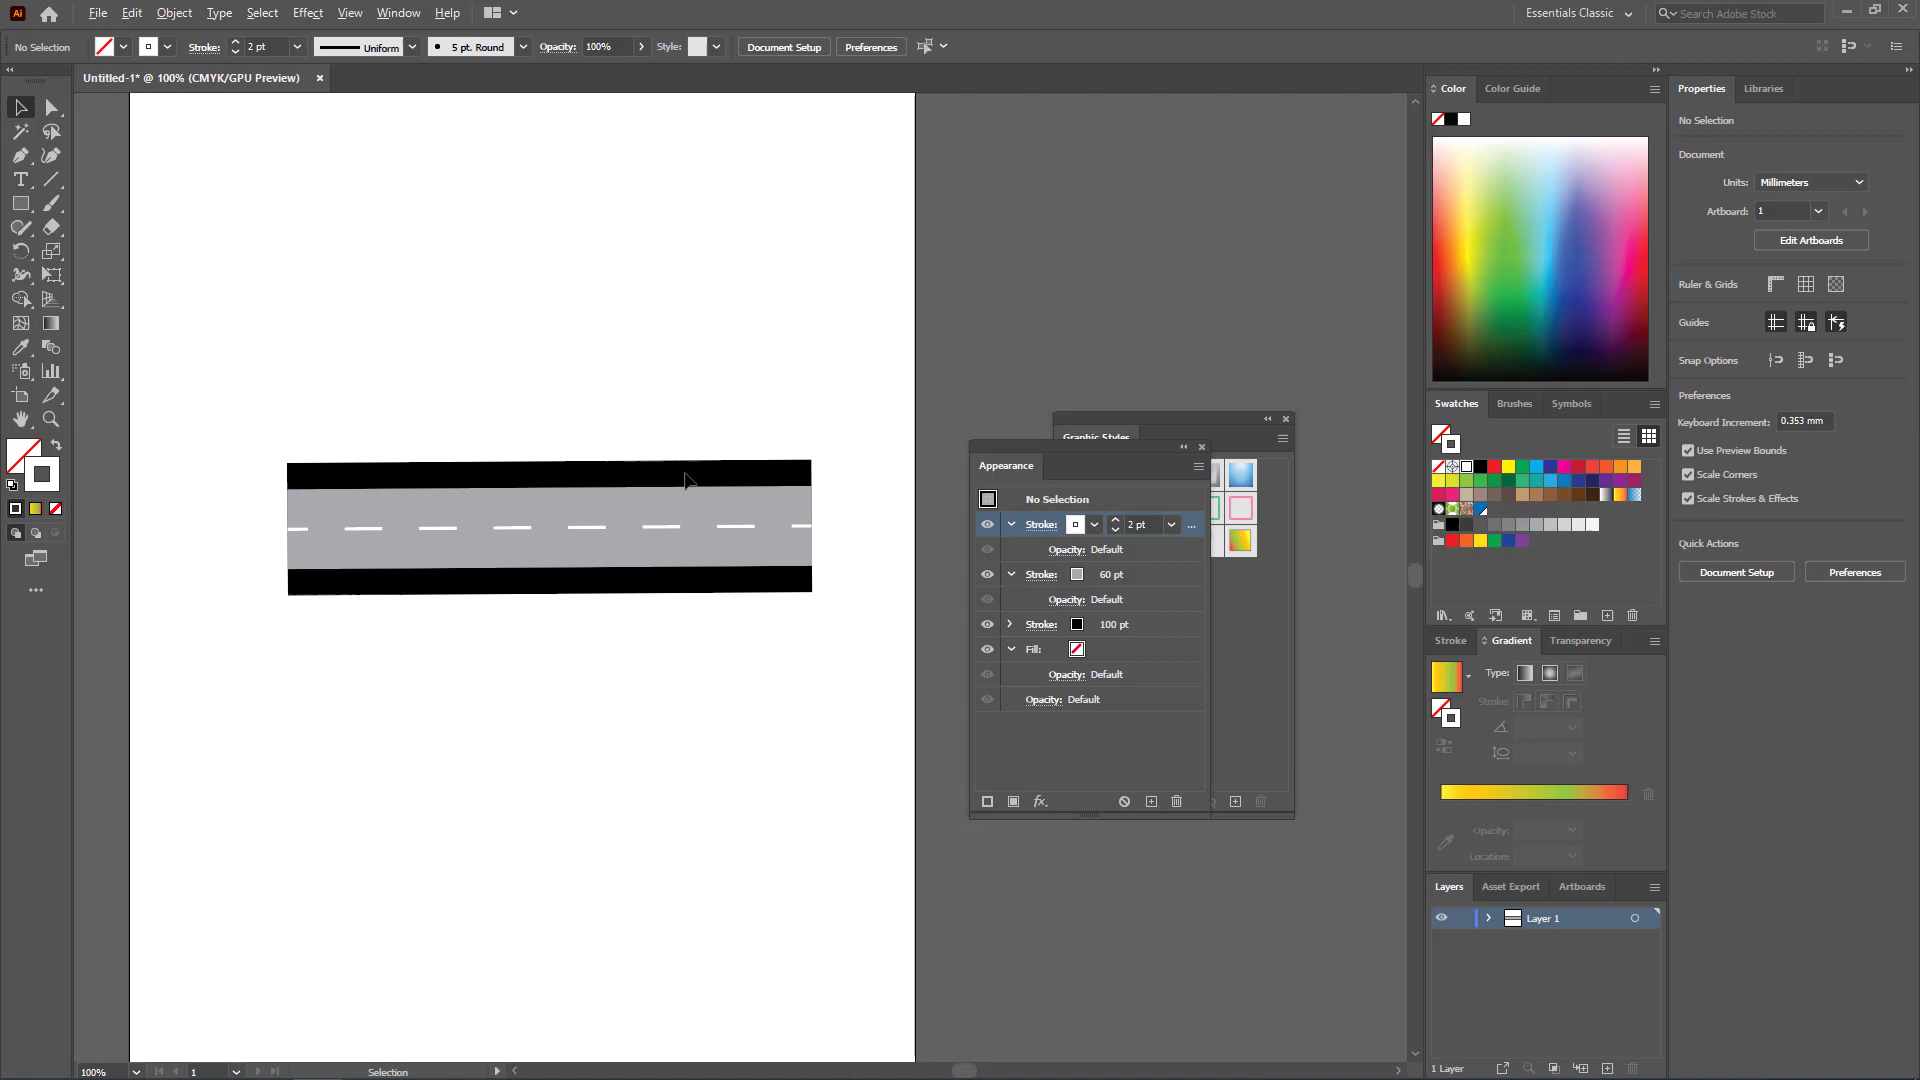 Ai
File Edit Object Type Select Effect View Window Help
Essentials Classic
Search Adobe Stock
No Selection
Stroke: 2 pt
Uniform
5 pt. Round
Opacity: 100%
Style:
Document Setup
Preferences
Untitled-1* @ 100% (CMYK/GPU Preview)
Color
Color Guide
Properties
Libraries
No Selection
Document
Units: Millimeters
Artboard: 1
Edit Artboards
Ruler & Grids
Guides
Snap Options
Preferences
Keyboard Increment: 0.353 mm
Use Preview Bounds
Scale Corners
Scale Strokes & Effects
Quick Actions
Document Setup
Preferences
Swatches
Brushes
Symbols
Graphic Styles
Appearance
No Selection
Stroke: 2 pt
Opacity: Default
Stroke: 60 pt
Opacity: Default
Stroke: 100 pt
Fill:
Opacity: Default
Opacity: Default
fx
Stroke
Gradient
Transparency
Type:
Stroke:
Opacity:
Location:
Layers
Asset Export
Artboards
Layer 1
1 Layer
100%
1
Selection